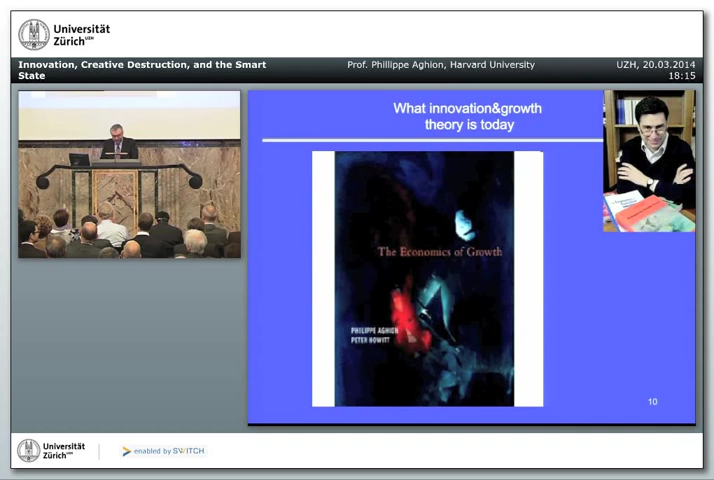 Universität
Zürich UZH
Innovation, Creative Destruction, and the Smart
State
Prof. Phillippe Aghion, Harvard University
UZH, 20.03.2014
18:15
What innovation&growth
theory is today
The Economics of Growth
PHILIPPE AGHION
PETER HOWITT
10
Universität
Zürich UZH
enabled by SWITCH